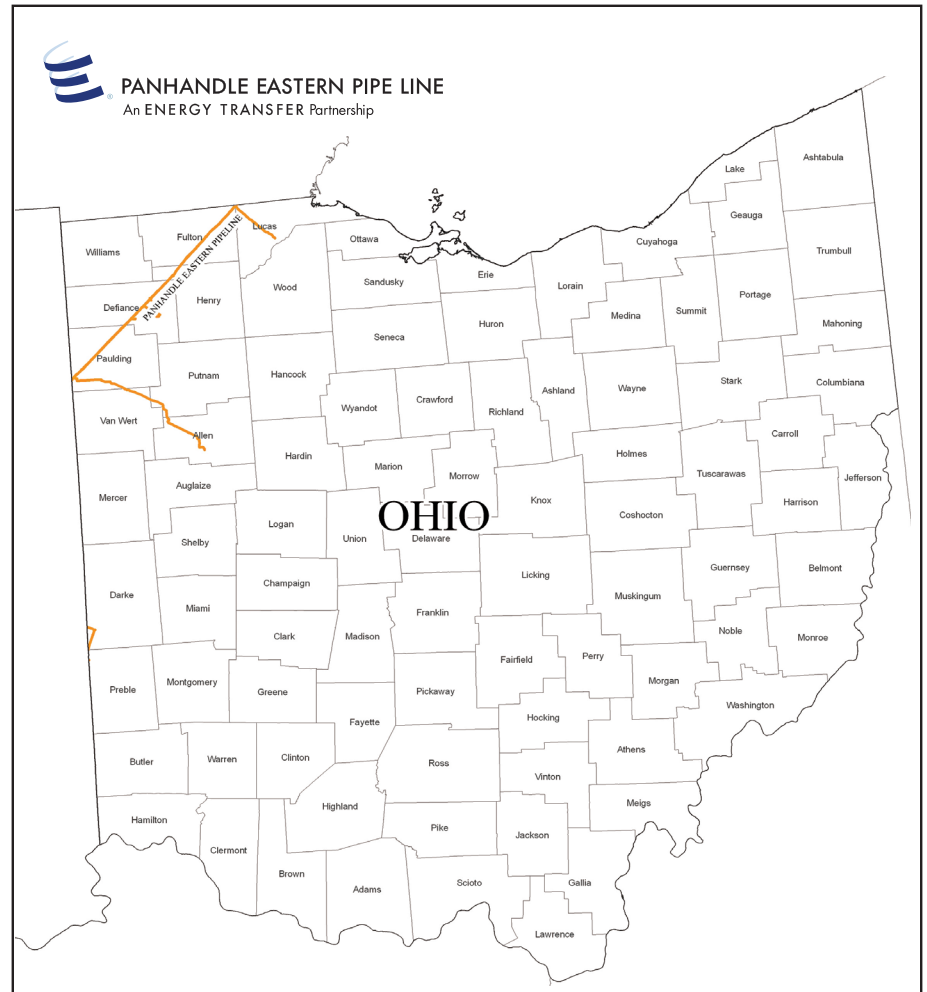 PANHANDLE EASTERN PIPE LINE
®
An ENERGY TRANSFER Partnership
Ashtabula
Lake
Geauga
Lucas
Fulton
Ottawa
Cuyahoga
Williams
Trumbull
PANHANDLE EASTERN PIPELINE
Erie
Sandusky
Wood
Lorain
Portage
Henry
Defiance
Summit
Medina
Huron
Mahoning
Seneca
Paulding
Putnam
Hancock
Stark
Columbiana
Ashland
Wayne
Crawford
Wyandot
Richland
Van Wert
Allen
Carroll
Hardin
Holmes
Marion
Morrow
Tuscarawas
Jefferson
Auglaize
Mercer
Knox
Harrison
OHIO
Coshocton
Logan
Union
Delaware
Shelby
Guernsey
Belmont
Licking
Champaign
Darke
Muskingum
Miami
Franklin
Noble
Clark
Madison
Monroe
Fairfield
Perry
Montgomery
Morgan
Preble
Greene
Pickaway
Washington
Hocking
Fayette
Athens
Butler
Warren
Clinton
Ross
Vinton
Meigs
Highland
Hamilton
Pike
Jackson
Clermont
Brown
Adams
Scioto
Gallia
Lawrence